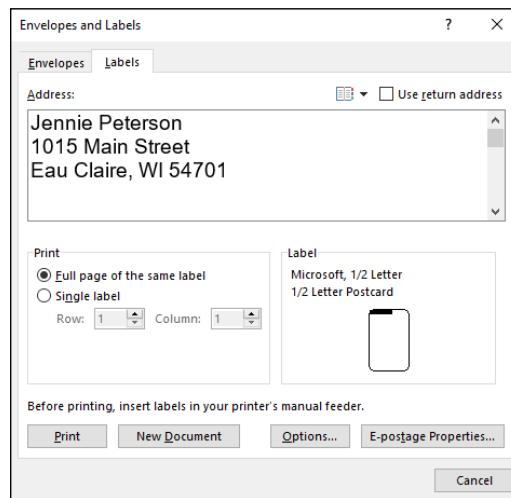 Envelopes and Labels ? ×
Envelopes Labels
Address: Use return address
Jennie Peterson
1015 Main Street
Eau Claire, WI 54701
Print
Full page of the same label
Single label
Row: 1 Column: 1
Label
Microsoft, 1/2 Letter
1/2 Letter Postcard
Before printing, insert labels in your printer's manual feeder.
Print New Document Options... E-postage Properties...
Cancel